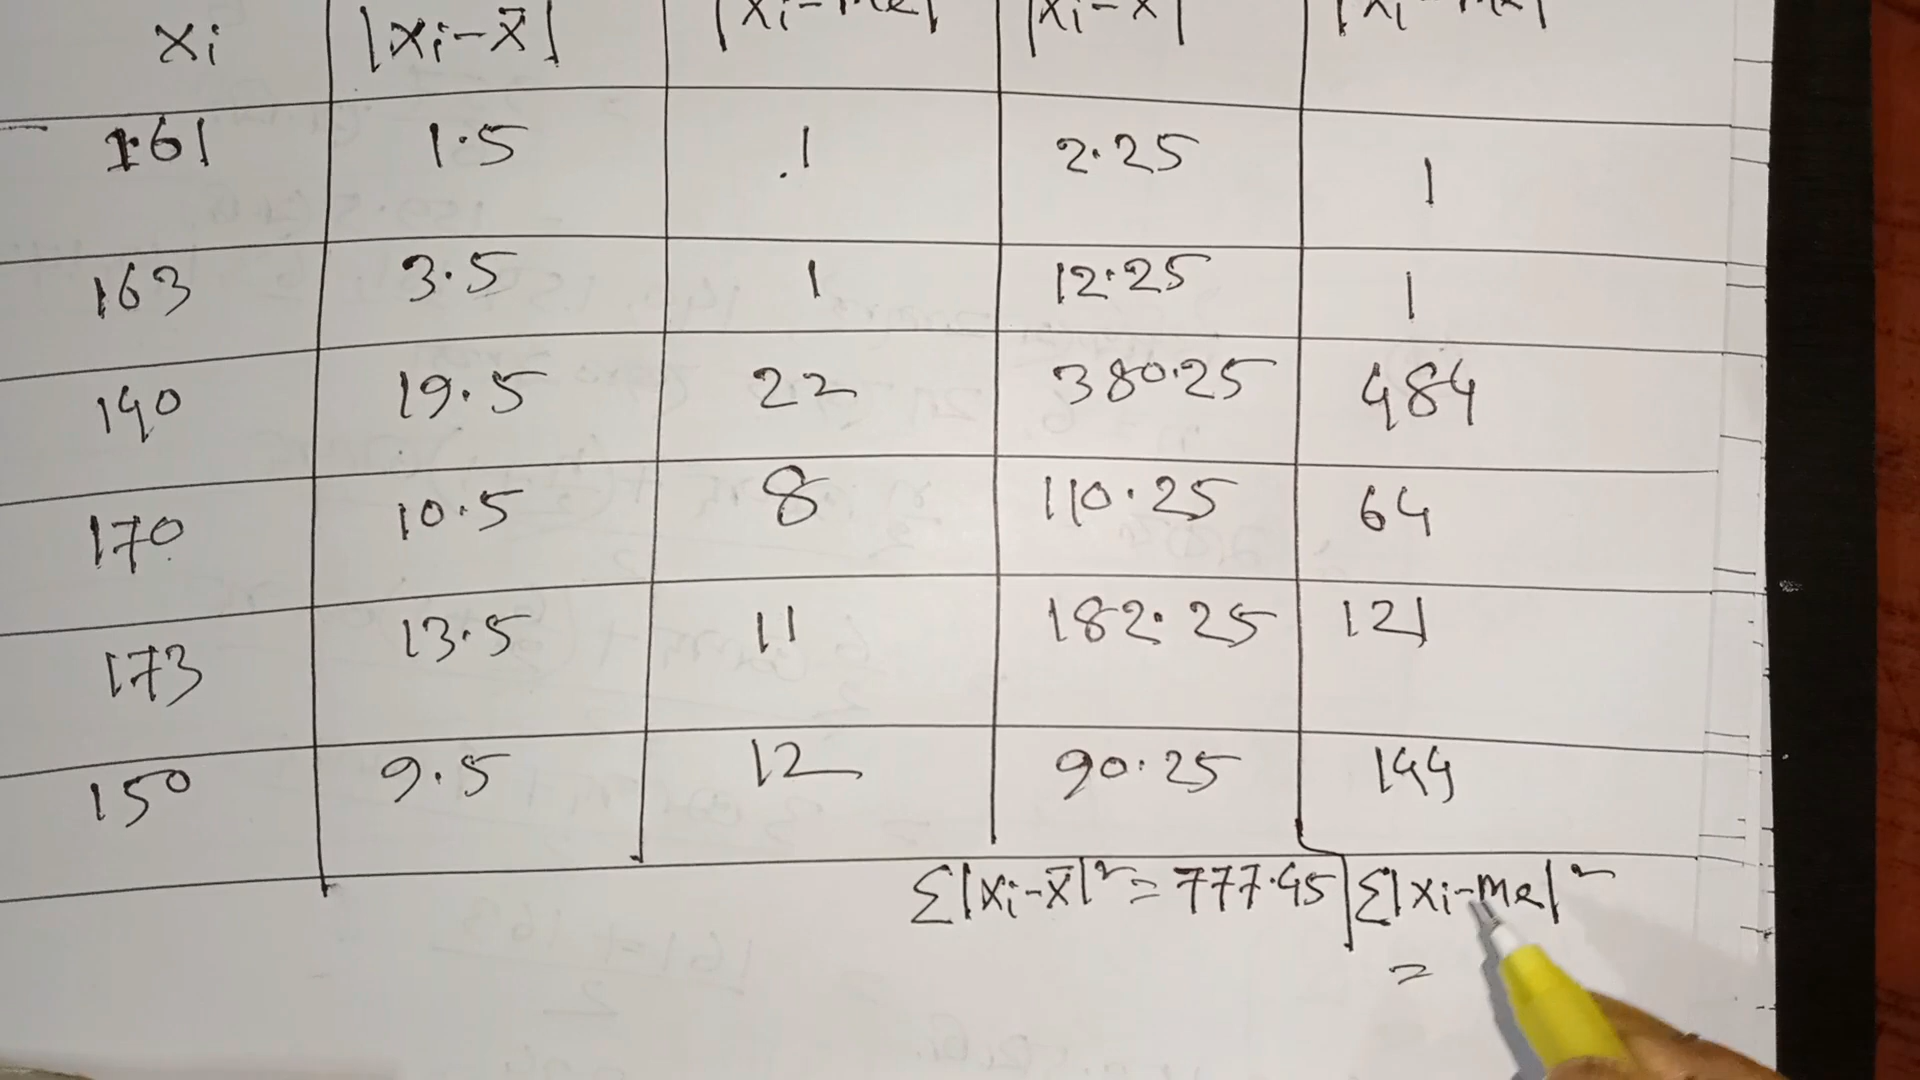 xi |xi-x̄| |xi-me| |xi-x̄| |xi-me|
161 1.5 1 2.25 1
163 3.5 1 12.25 1
140 19.5 22 380.25 484
170 10.5 8 110.25 64
173 13.5 11 182.25 121
150 9.5 12 90.25 144
Σ|xi-x̄|²=777.45 Σ|xi-me|²
=